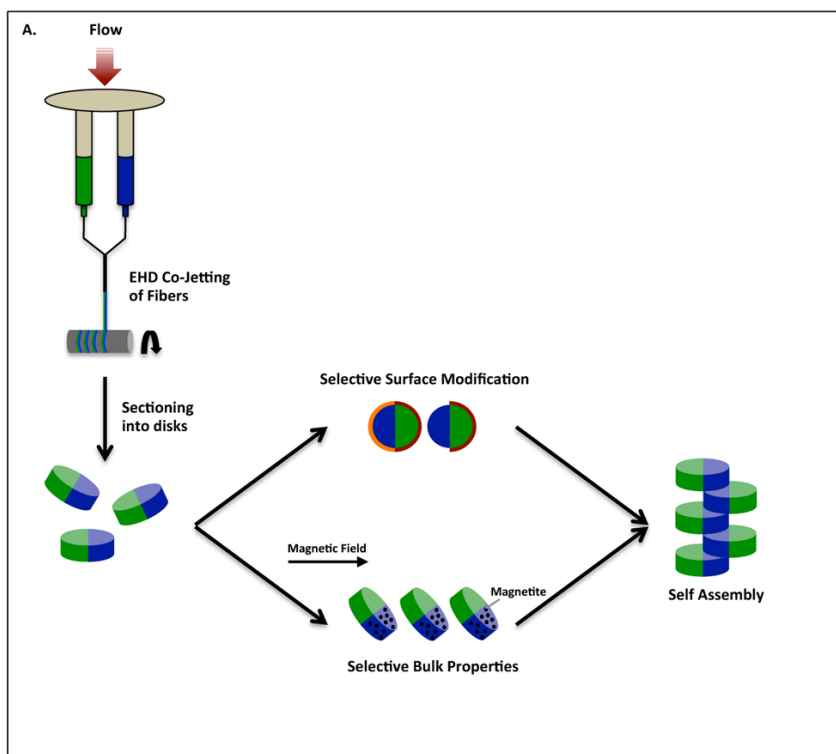 A.
Flow
EHD Co-Jetting
of Fibers
Sectioning
into disks
Selective Surface Modification
Magnetic Field
Magnetite
Selective Bulk Properties
Self Assembly